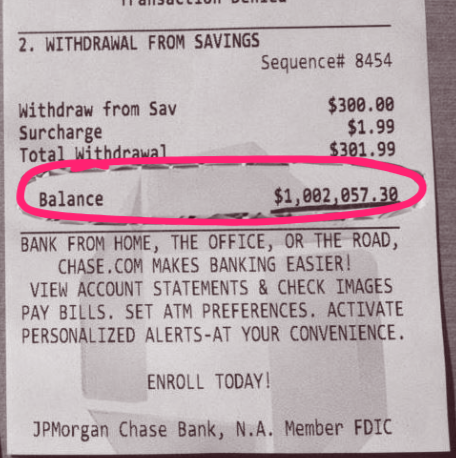 Transaction Denied
2. WITHDRAWAL FROM SAVINGS
Sequence# 8454
Withdraw from Sav $300.00
Surcharge $1.99
Total Withdrawal $301.99
Balance $1,002,057.30
BANK FROM HOME, THE OFFICE, OR THE ROAD,
CHASE.COM MAKES BANKING EASIER!
VIEW ACCOUNT STATEMENTS & CHECK IMAGES
PAY BILLS. SET ATM PREFERENCES. ACTIVATE
PERSONALIZED ALERTS-AT YOUR CONVENIENCE.
ENROLL TODAY!
JPMorgan Chase Bank, N.A. Member FDIC